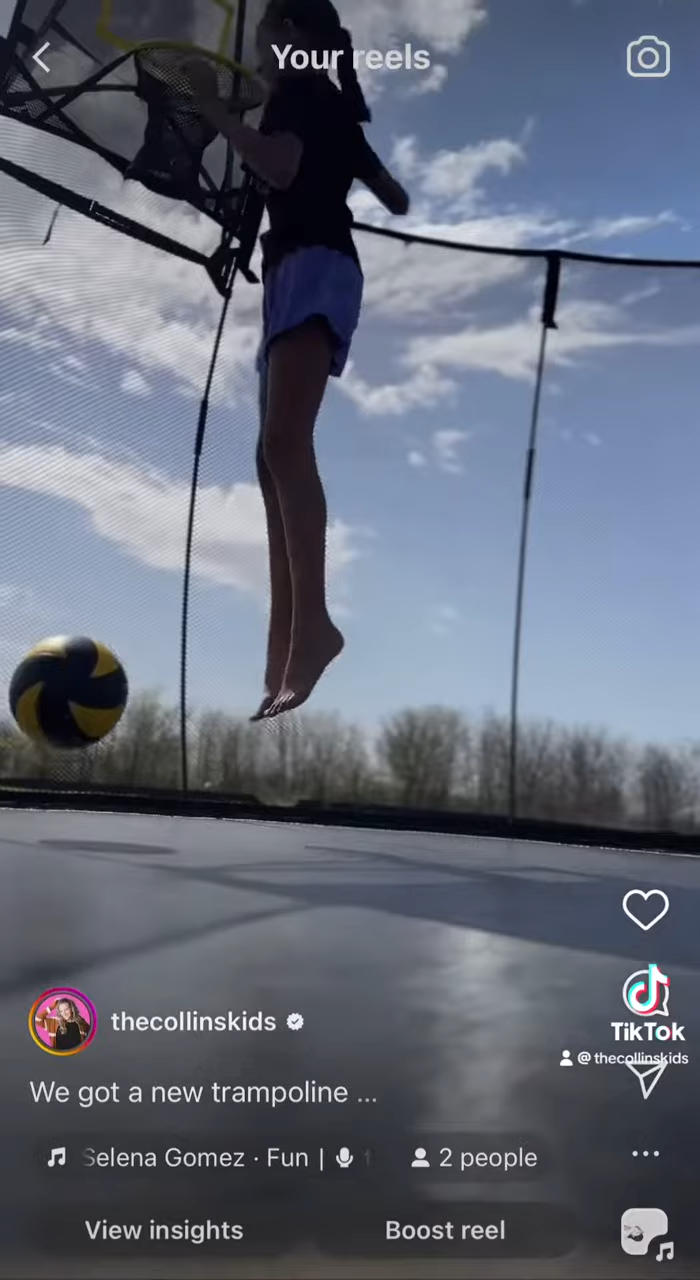 Your reels
TikTok
@thecollinskids
thecollinskids
We got a new trampoline ...
Selena Gomez · Fun |
2 people
View insights
Boost reel